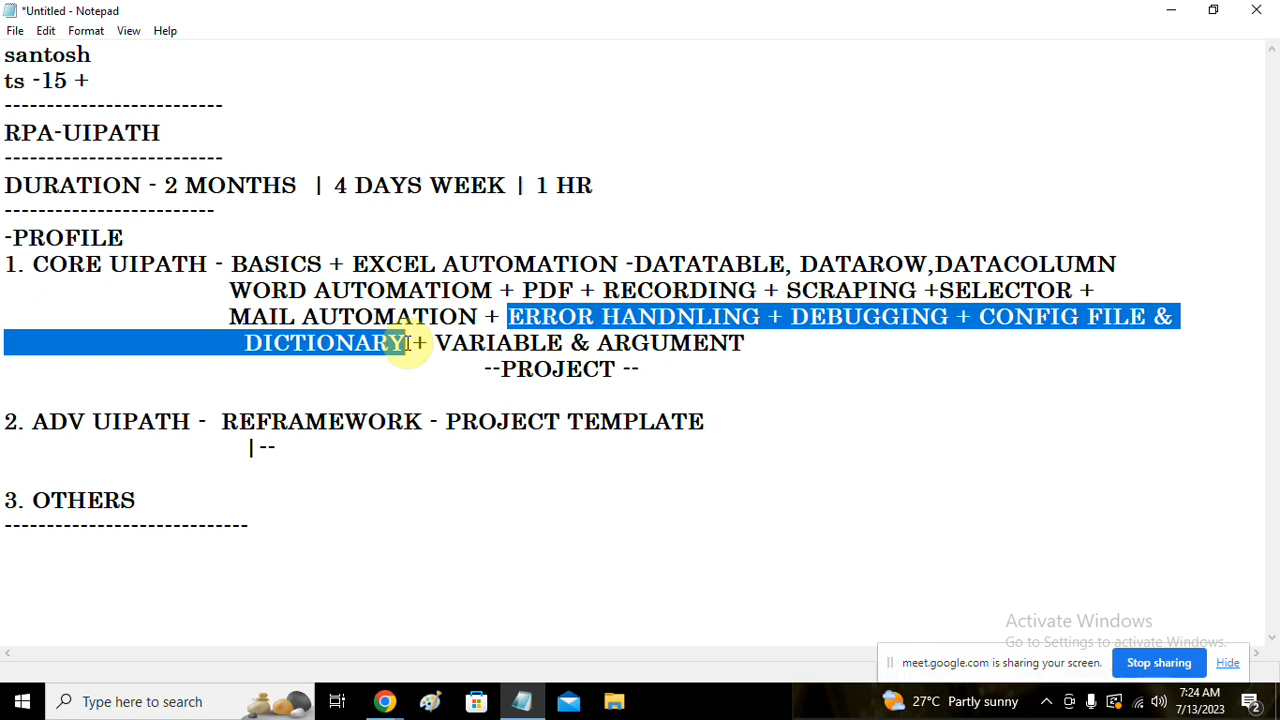 *Untitled - Notepad
File Edit Format View Help
santosh
ts -15 +
--------------------------
RPA-UIPATH
--------------------------
DURATION - 2 MONTHS | 4 DAYS WEEK | 1 HR
-------------------------
-PROFILE
1. CORE UIPATH - BASICS + EXCEL AUTOMATION -DATATABLE, DATAROW,DATACOLUMN
WORD AUTOMATIOM + PDF + RECORDING + SCRAPING +SELECTOR +
MAIL AUTOMATION + ERROR HANDNLING + DEBUGGING + CONFIG FILE &
DICTIONARY + VARIABLE & ARGUMENT
--PROJECT --
2. ADV UIPATH - REFRAMEWORK - PROJECT TEMPLATE
|--
3. OTHERS
-----------------------------
Activate Windows
Go to Settings to activate Windows.
meet.google.com is sharing your screen. Stop sharing Hide
Type here to search
27°C Partly sunny
7:24 AM
7/13/2023
2